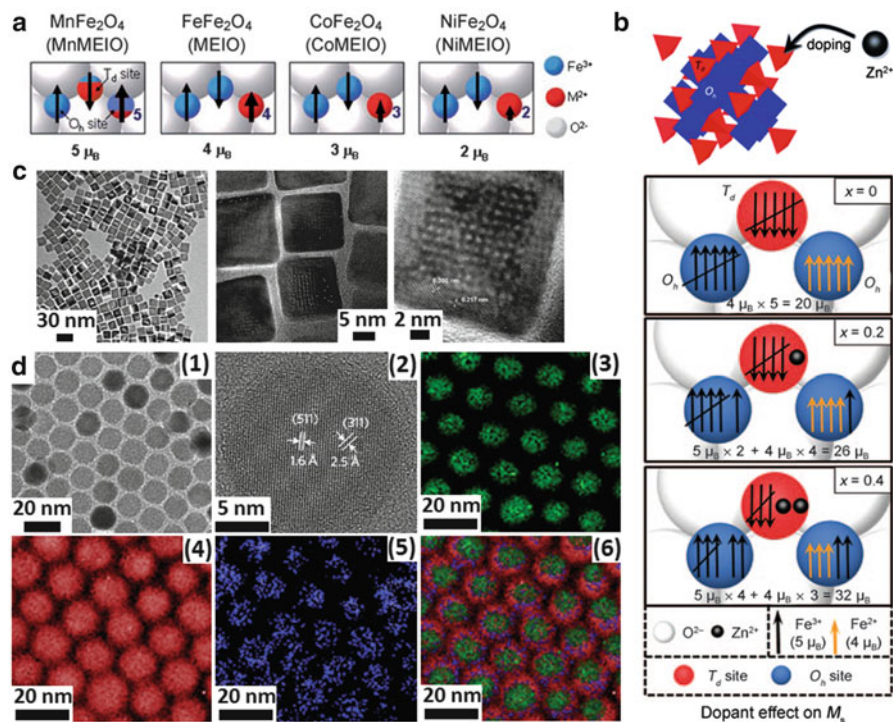 a
MnFe₂O₄ FeFe₂O₄ CoFe₂O₄ NiFe₂O₄
(MnMEIO) (MEIO) (CoMEIO) (NiMEIO)
Td site
Oh site
5 4 3 2
5 μB 4 μB 3 μB 2 μB
Fe³⁺
M²⁺
O²⁻
b
doping
Zn²⁺
Td
Oh
x = 0
Td
Oh Oh
4 μB × 5 = 20 μB
x = 0.2
5 μB × 2 + 4 μB × 4 = 26 μB
x = 0.4
5 μB × 4 + 4 μB × 3 = 32 μB
O²⁻ Zn²⁺
Fe³⁺ Fe²⁺
(5 μB) (4 μB)
Td site Oh site
Dopant effect on Ms
c
30 nm 5 nm 2 nm
d
(1) (2) (3)
(511) (311)
1.6 Å 2.5 Å
20 nm 5 nm 20 nm
(4) (5) (6)
20 nm 20 nm 20 nm